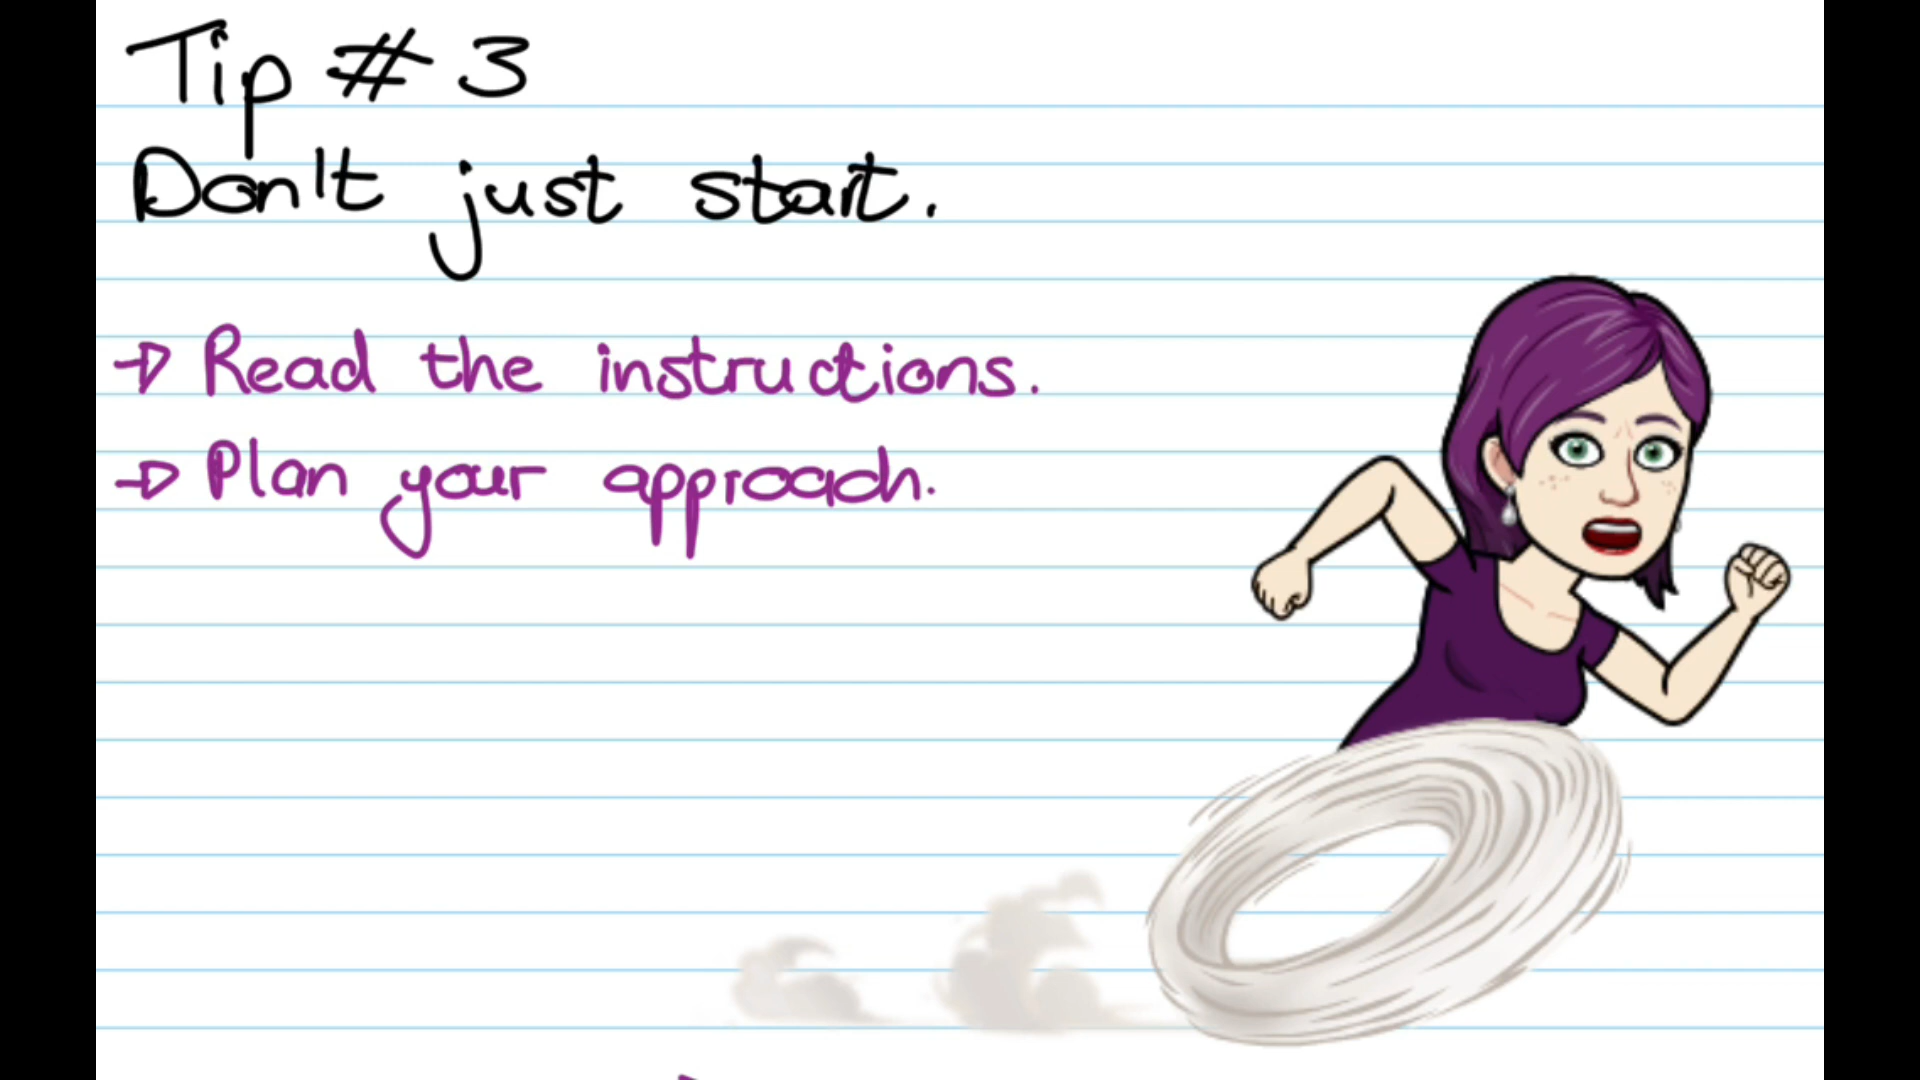 Tip # 3
Don't just start.
→ Read the instructions.
→ Plan your approach.